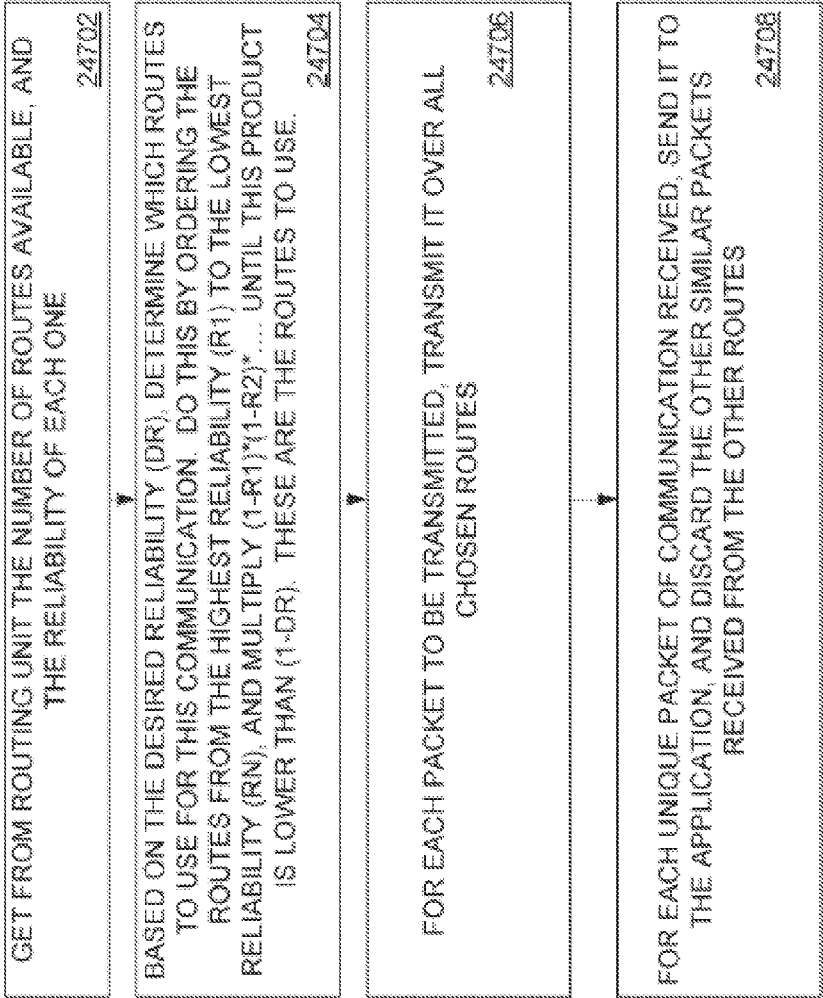 GET FROM ROUTING UNIT THE NUMBER OF ROUTES AVAILABLE, AND
THE RELIABILITY OF EACH ONE
24702
BASED ON THE DESIRED RELIABILITY (DR), DETERMINE WHICH ROUTES
TO USE FOR THIS COMMUNICATION. DO THIS BY ORDERING THE
ROUTES FROM THE HIGHEST RELIABILITY (R1) TO THE LOWEST
RELIABILITY (RN), AND MULTIPLY (1-R1)*(1-R2)*.... UNTIL THIS PRODUCT
IS LOWER THAN (1-DR). THESE ARE THE ROUTES TO USE.
24704
FOR EACH PACKET TO BE TRANSMITTED, TRANSMIT IT OVER ALL
CHOSEN ROUTES
24706
FOR EACH UNIQUE PACKET OF COMMUNICATION RECEIVED, SEND IT TO
THE APPLICATION, AND DISCARD THE OTHER SIMILAR PACKETS
RECEIVED FROM THE OTHER ROUTES
24708